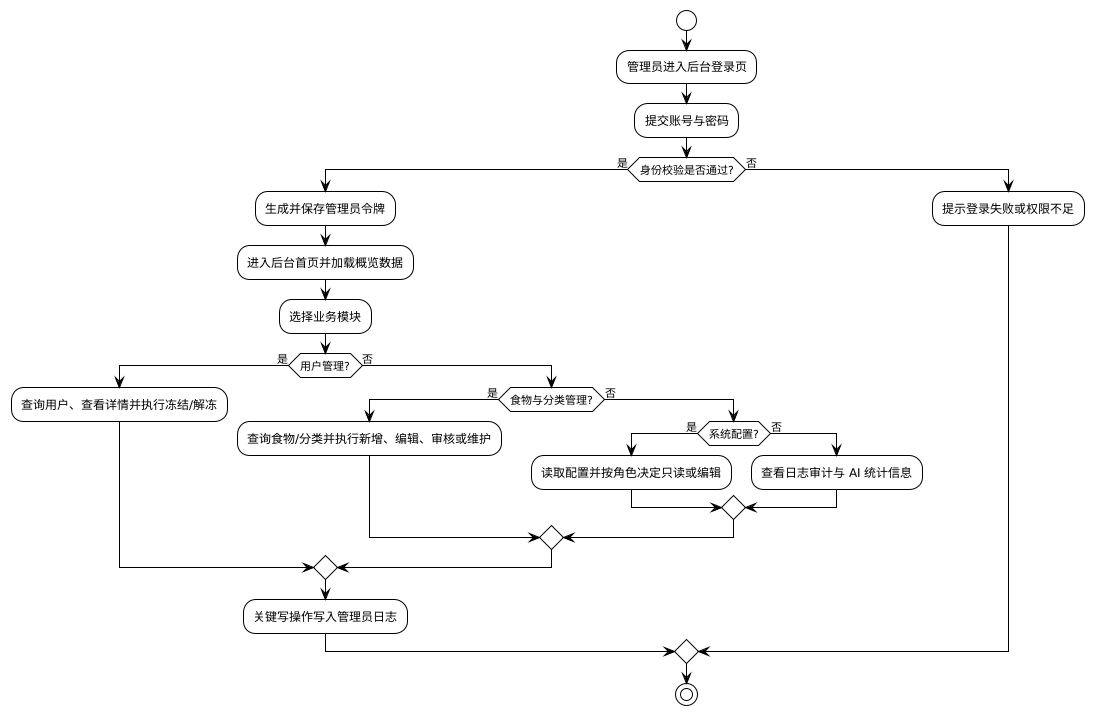 管理员进入后台登录页
提交账号与密码
是
身份校验是否通过?
否
生成并保存管理员令牌
提示登录失败或权限不足
进入后台首页并加载概览数据
选择业务模块
是
用户管理?
否
查询用户、查看详情并执行冻结/解冻
是
食物与分类管理?
否
查询食物/分类并执行新增、编辑、审核或维护
是
系统配置?
否
读取配置并按角色决定只读或编辑
查看日志审计与 AI 统计信息
关键写操作写入管理员日志